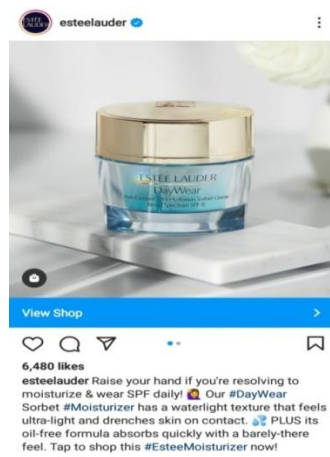 esteelauder
ESTĒE LAUDER
DayWear
View Shop
6,480 likes
esteelauder Raise your hand if you're resolving to
moisturize & wear SPF daily! 🙋 Our #DayWear
Sorbet #Moisturizer has a waterlight texture that feels
ultra-light and drenches skin on contact. 💦 PLUS its
oil-free formula absorbs quickly with a barely-there
feel. Tap to shop this #EsteeMoisturizer now!